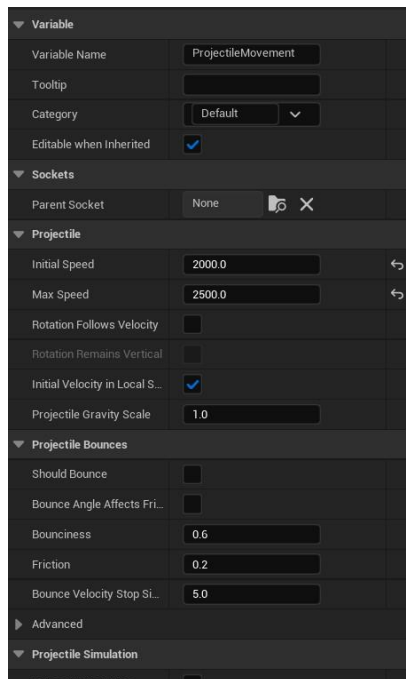 Variable
Variable Name ProjectileMovement
Tooltip
Category Default
Editable when Inherited
Sockets
Parent Socket None
Projectile
Initial Speed 2000.0
Max Speed 2500.0
Rotation Follows Velocity
Rotation Remains Vertical
Initial Velocity in Local S...
Projectile Gravity Scale 1.0
Projectile Bounces
Should Bounce
Bounce Angle Affects Fri...
Bounciness 0.6
Friction 0.2
Bounce Velocity Stop Si... 5.0
Advanced
Projectile Simulation